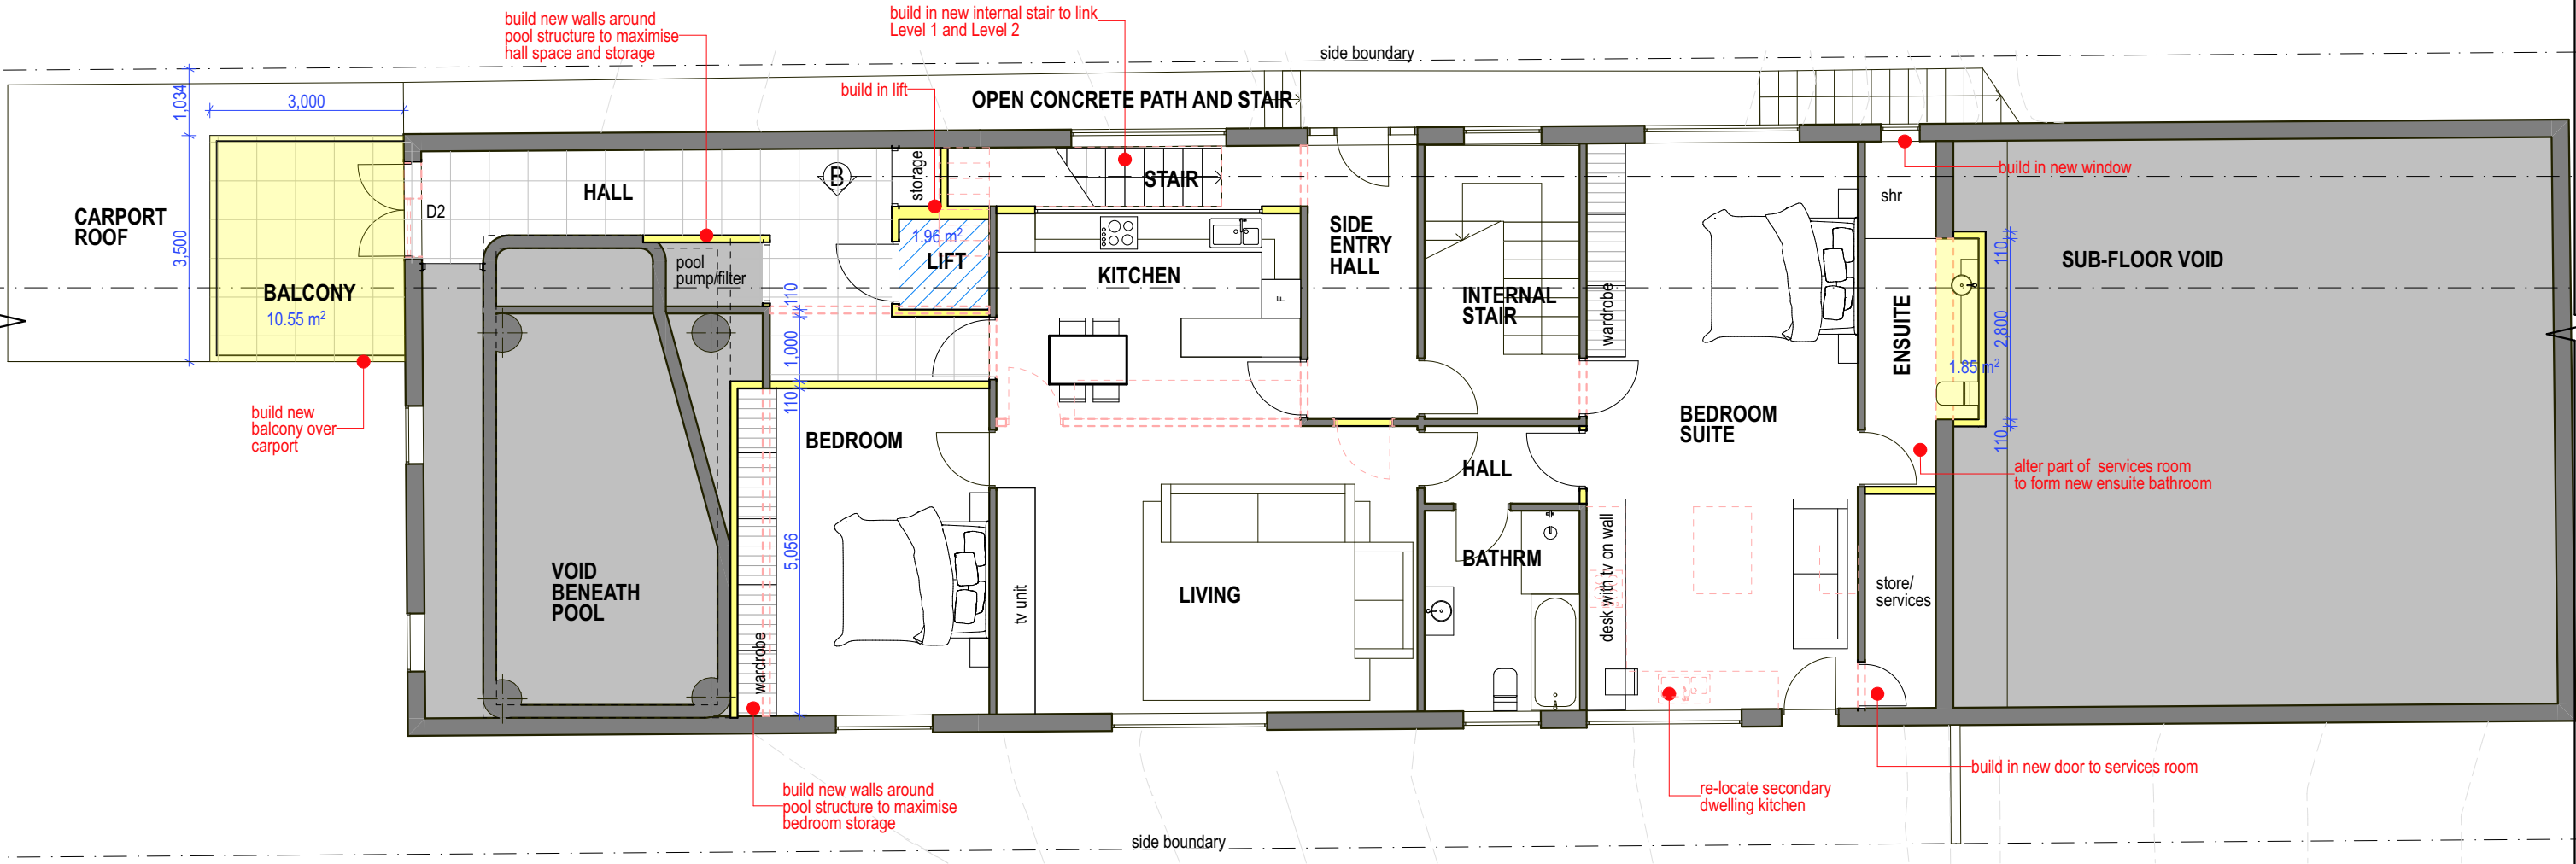 build new walls around
pool structure to maximise
hall space and storage
build in new internal stair to link
Level 1 and Level 2
side boundary
build in lift
3,000
1,034
OPEN CONCRETE PATH AND STAIR
CARPORT
ROOF
3,500
BALCONY
10.55 m²
D2
HALL
B
storage
STAIR
1.96 m²
LIFT
pool
pump/filter
KITCHEN
F
SIDE
ENTRY
HALL
INTERNAL
STAIR
wardrobe
shr
build in new window
ENSUITE
110
2,800
1.85 m²
110
SUB-FLOOR VOID
110
1,000
110
build new
balcony over
carport
BEDROOM
5,056
wardrobe
VOID
BENEATH
POOL
tv unit
LIVING
HALL
BATHRM
BEDROOM
SUITE
desk with tv on wall
store/
services
alter part of services room
to form new ensuite bathroom
build in new door to services room
re-locate secondary
dwelling kitchen
build new walls around
pool structure to maximise
bedroom storage
side boundary